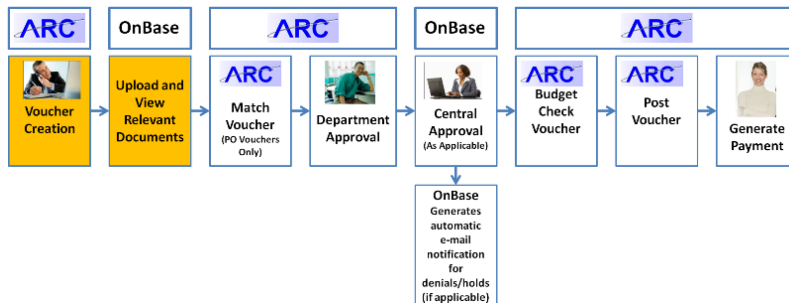 ARC
OnBase
ARC
OnBase
ARC
Voucher
Creation
Upload and
View
Relevant
Documents
ARC
Match
Voucher
(PO Vouchers
Only)
Department
Approval
Central
Approval
(As Applicable)
ARC
Budget
Check
Voucher
ARC
Post
Voucher
Generate
Payment
OnBase
Generates
automatic
e-mail
notification
for
denials/holds
(if applicable)